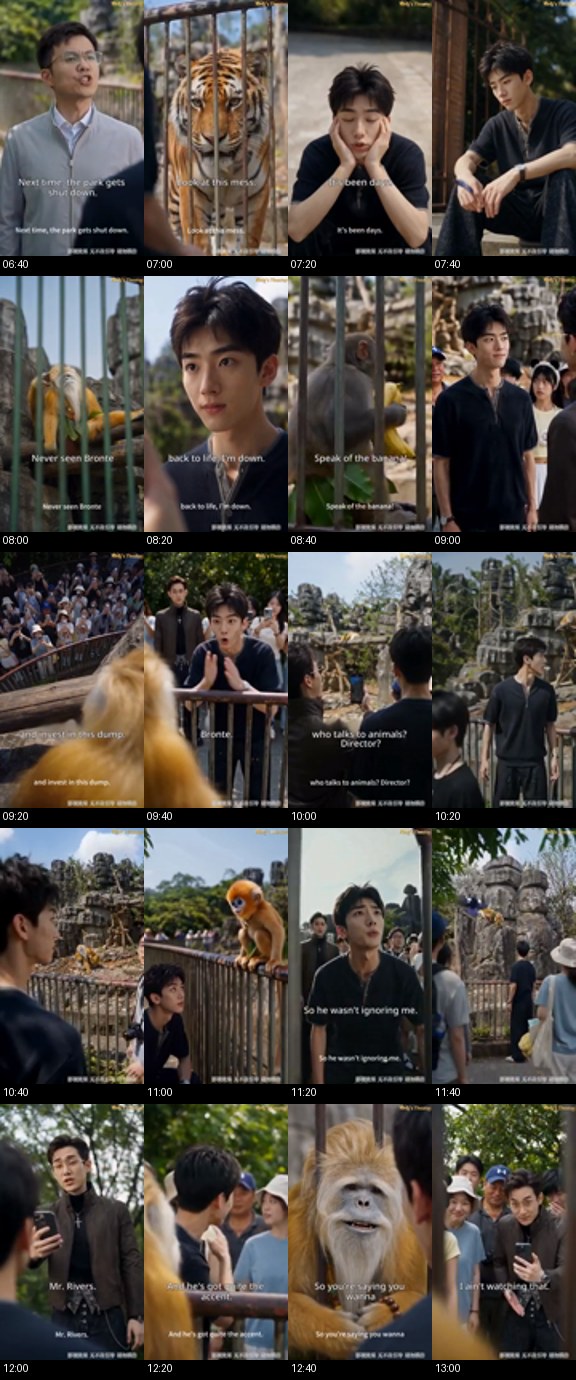 Next time, the park gets
shut down.
Next time, the park gets shut down.
06:40
Look at this mess.
Look at this mess.
07:00
It's been days.
It's been days.
07:20
07:40
Never seen Bronte
Never seen Bronte
08:00
back to life, I'm down.
back to life, I'm down.
08:20
Speak of the banana!
Speak of the banana!
08:40
09:00
and invest in this dump.
and invest in this dump.
09:20
Bronte.
09:40
who talks to animals?
Director?
who talks to animals? Director?
10:00
10:20
10:40
11:00
So he wasn't ignoring me.
So he wasn't ignoring me.
11:20
11:40
Mr. Rivers.
Mr. Rivers.
12:00
And he's got quite the
accent.
And he's got quite the accent.
12:20
So you're saying you
wanna
So you're saying you wanna
12:40
I ain't watching that.
13:00